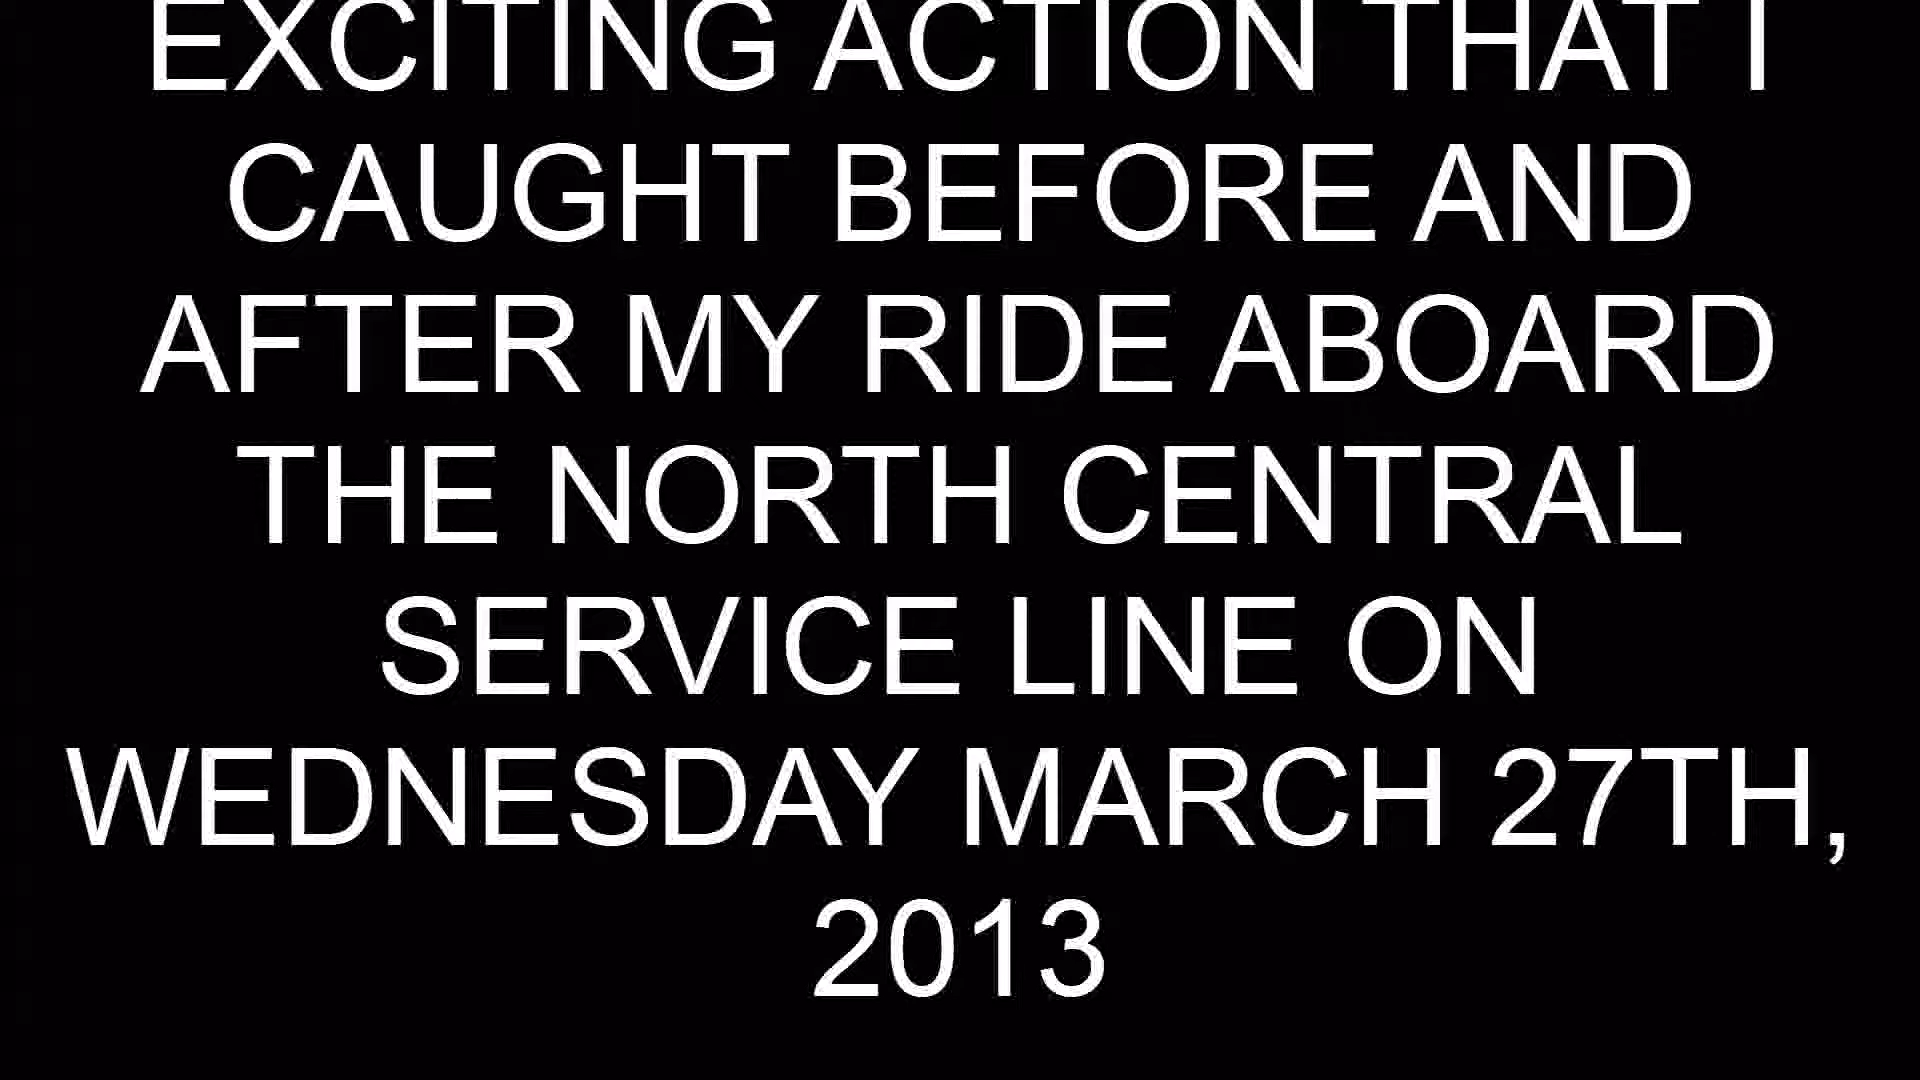 EXCITING ACTION THAT I
CAUGHT BEFORE AND
AFTER MY RIDE ABOARD
THE NORTH CENTRAL
SERVICE LINE ON
WEDNESDAY MARCH 27TH,
2013